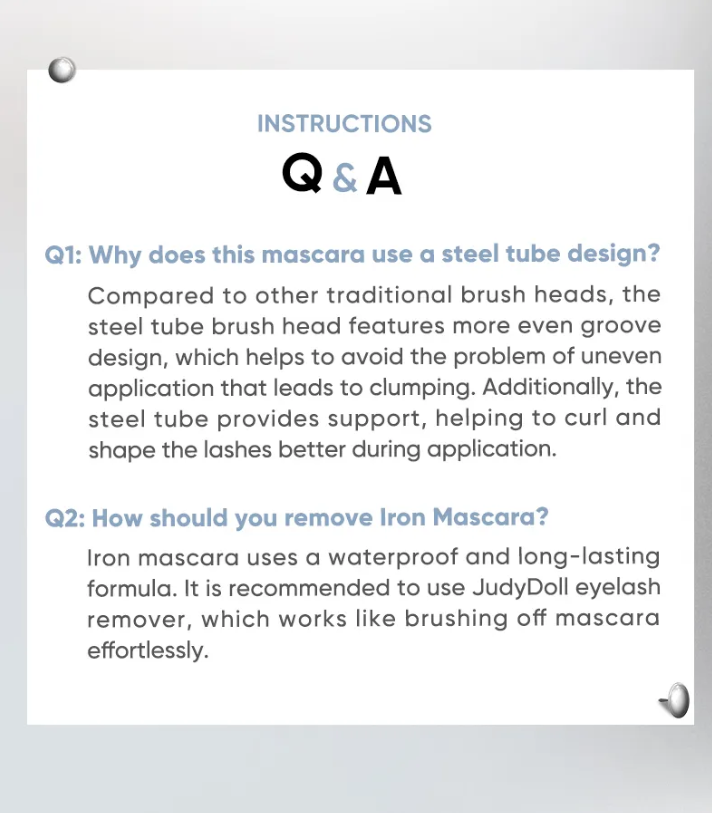 INSTRUCTIONS
Q & A
Q1: Why does this mascara use a steel tube design?
Compared to other traditional brush heads, the
steel tube brush head features more even groove
design, which helps to avoid the problem of uneven
application that leads to clumping. Additionally, the
steel tube provides support, helping to curl and
shape the lashes better during application.
Q2: How should you remove Iron Mascara?
Iron mascara uses a waterproof and long-lasting
formula. It is recommended to use JudyDoll eyelash
remover, which works like brushing off mascara
effortlessly.